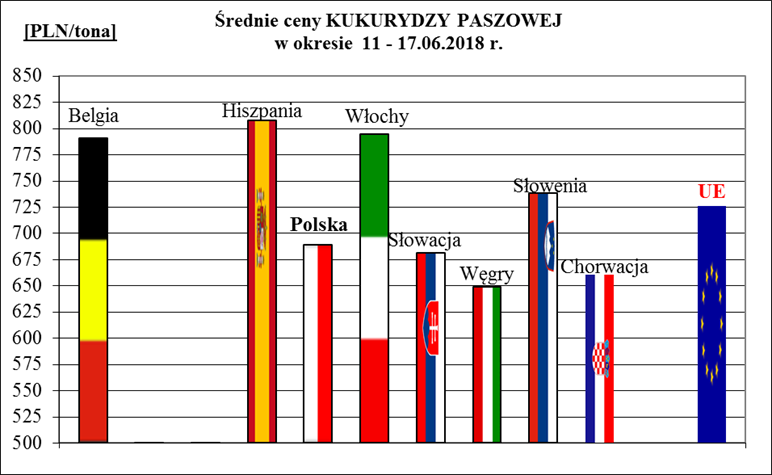 Średnie ceny KUKURYDZY PASZOWEJ
w okresie 11 - 17.06.2018 r.
[PLN/tona]
850
825
800
775
750
725
700
675
650
625
600
575
550
525
500
Belgia
Hiszpania
Polska
Włochy
Słowacja
Węgry
Słowenia
Chorwacja
UE